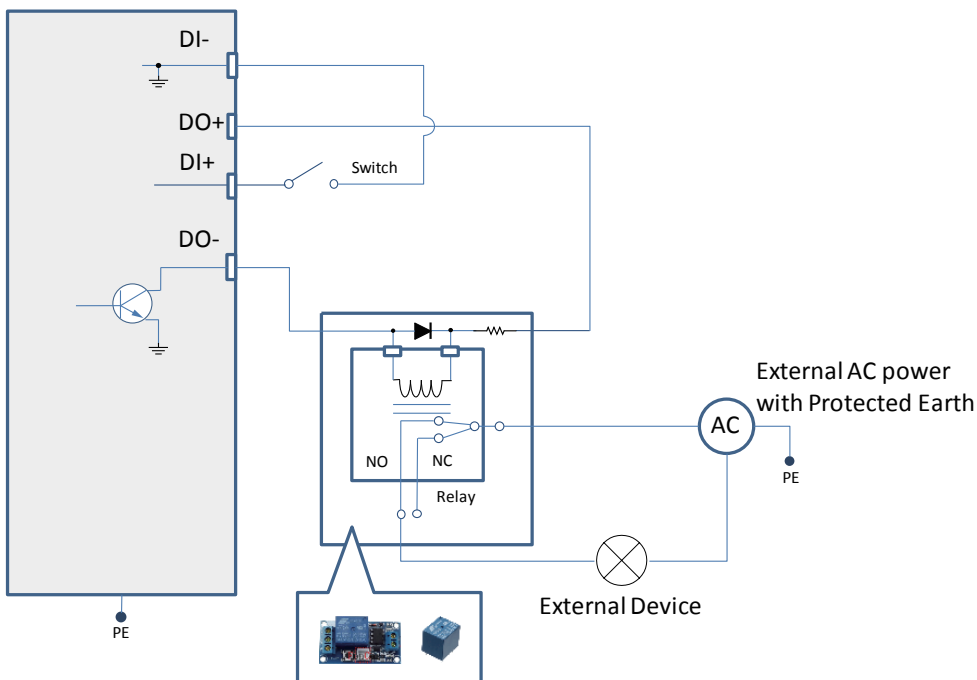 DI-
DO+
DI+
Switch
DO-
External AC power
with Protected Earth
AC
NO
NC
PE
Relay
External Device
PE